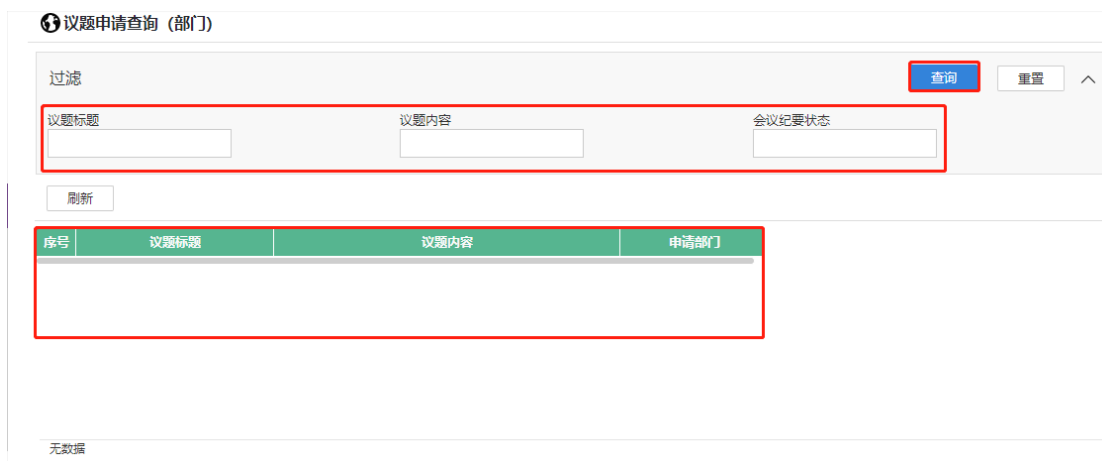 议题申请查询（部门）
过滤 查询 重置
议题标题 议题内容 会议纪要状态
刷新
序号 议题标题 议题内容 申请部门
无数据